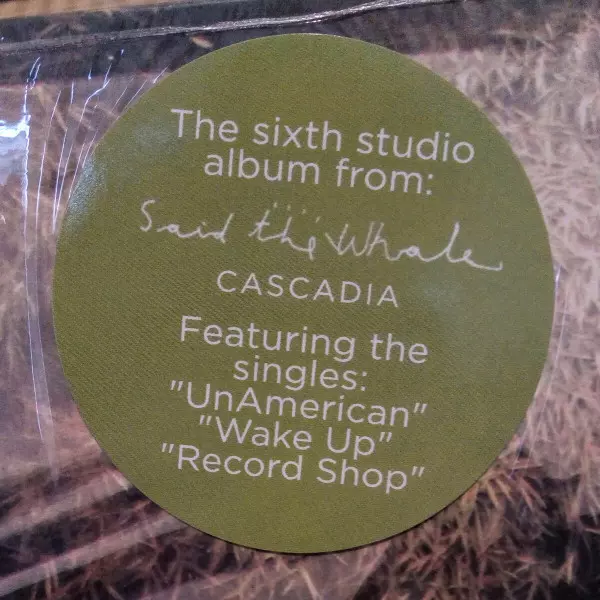 The sixth studio
album from:
Said the Whale
CASCADIA
Featuring the
singles:
"UnAmerican"
"Wake Up"
"Record Shop"